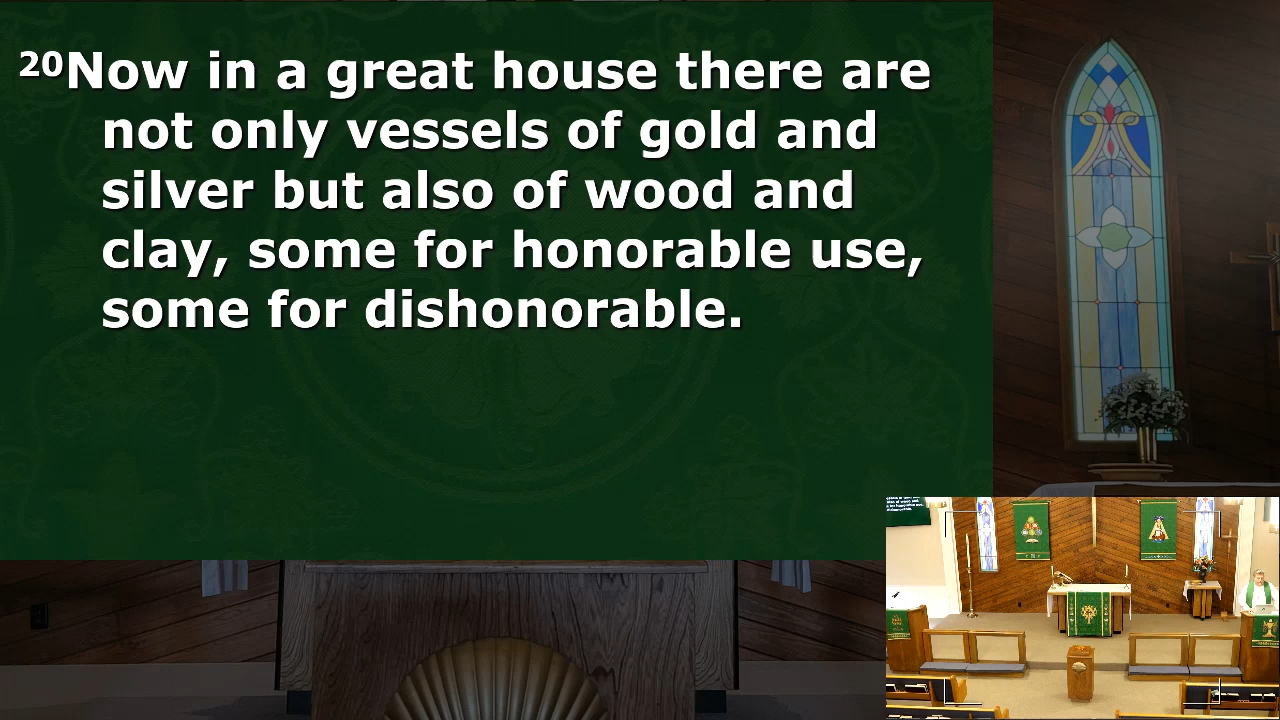 20Now in a great house there are
not only vessels of gold and
silver but also of wood and
clay, some for honorable use,
some for dishonorable.